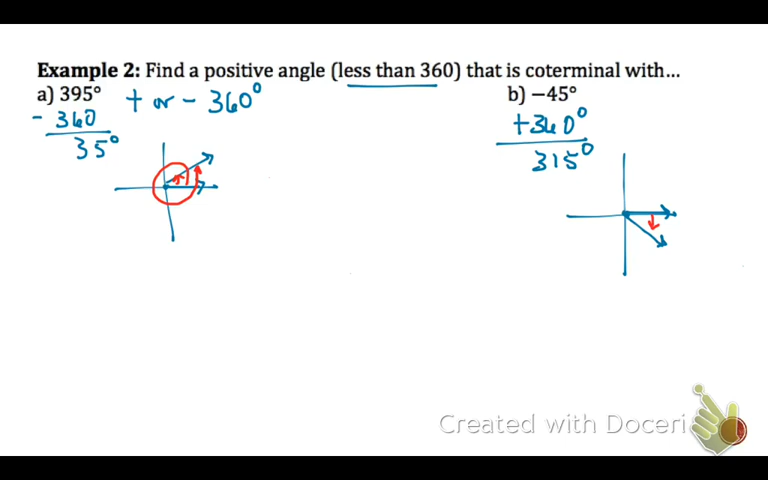 Example 2: Find a positive angle (less than 360) that is coterminal with...
a) 395° + or - 360°
- 360
35°
b) −45°
+360°
315°
Created with Doceri